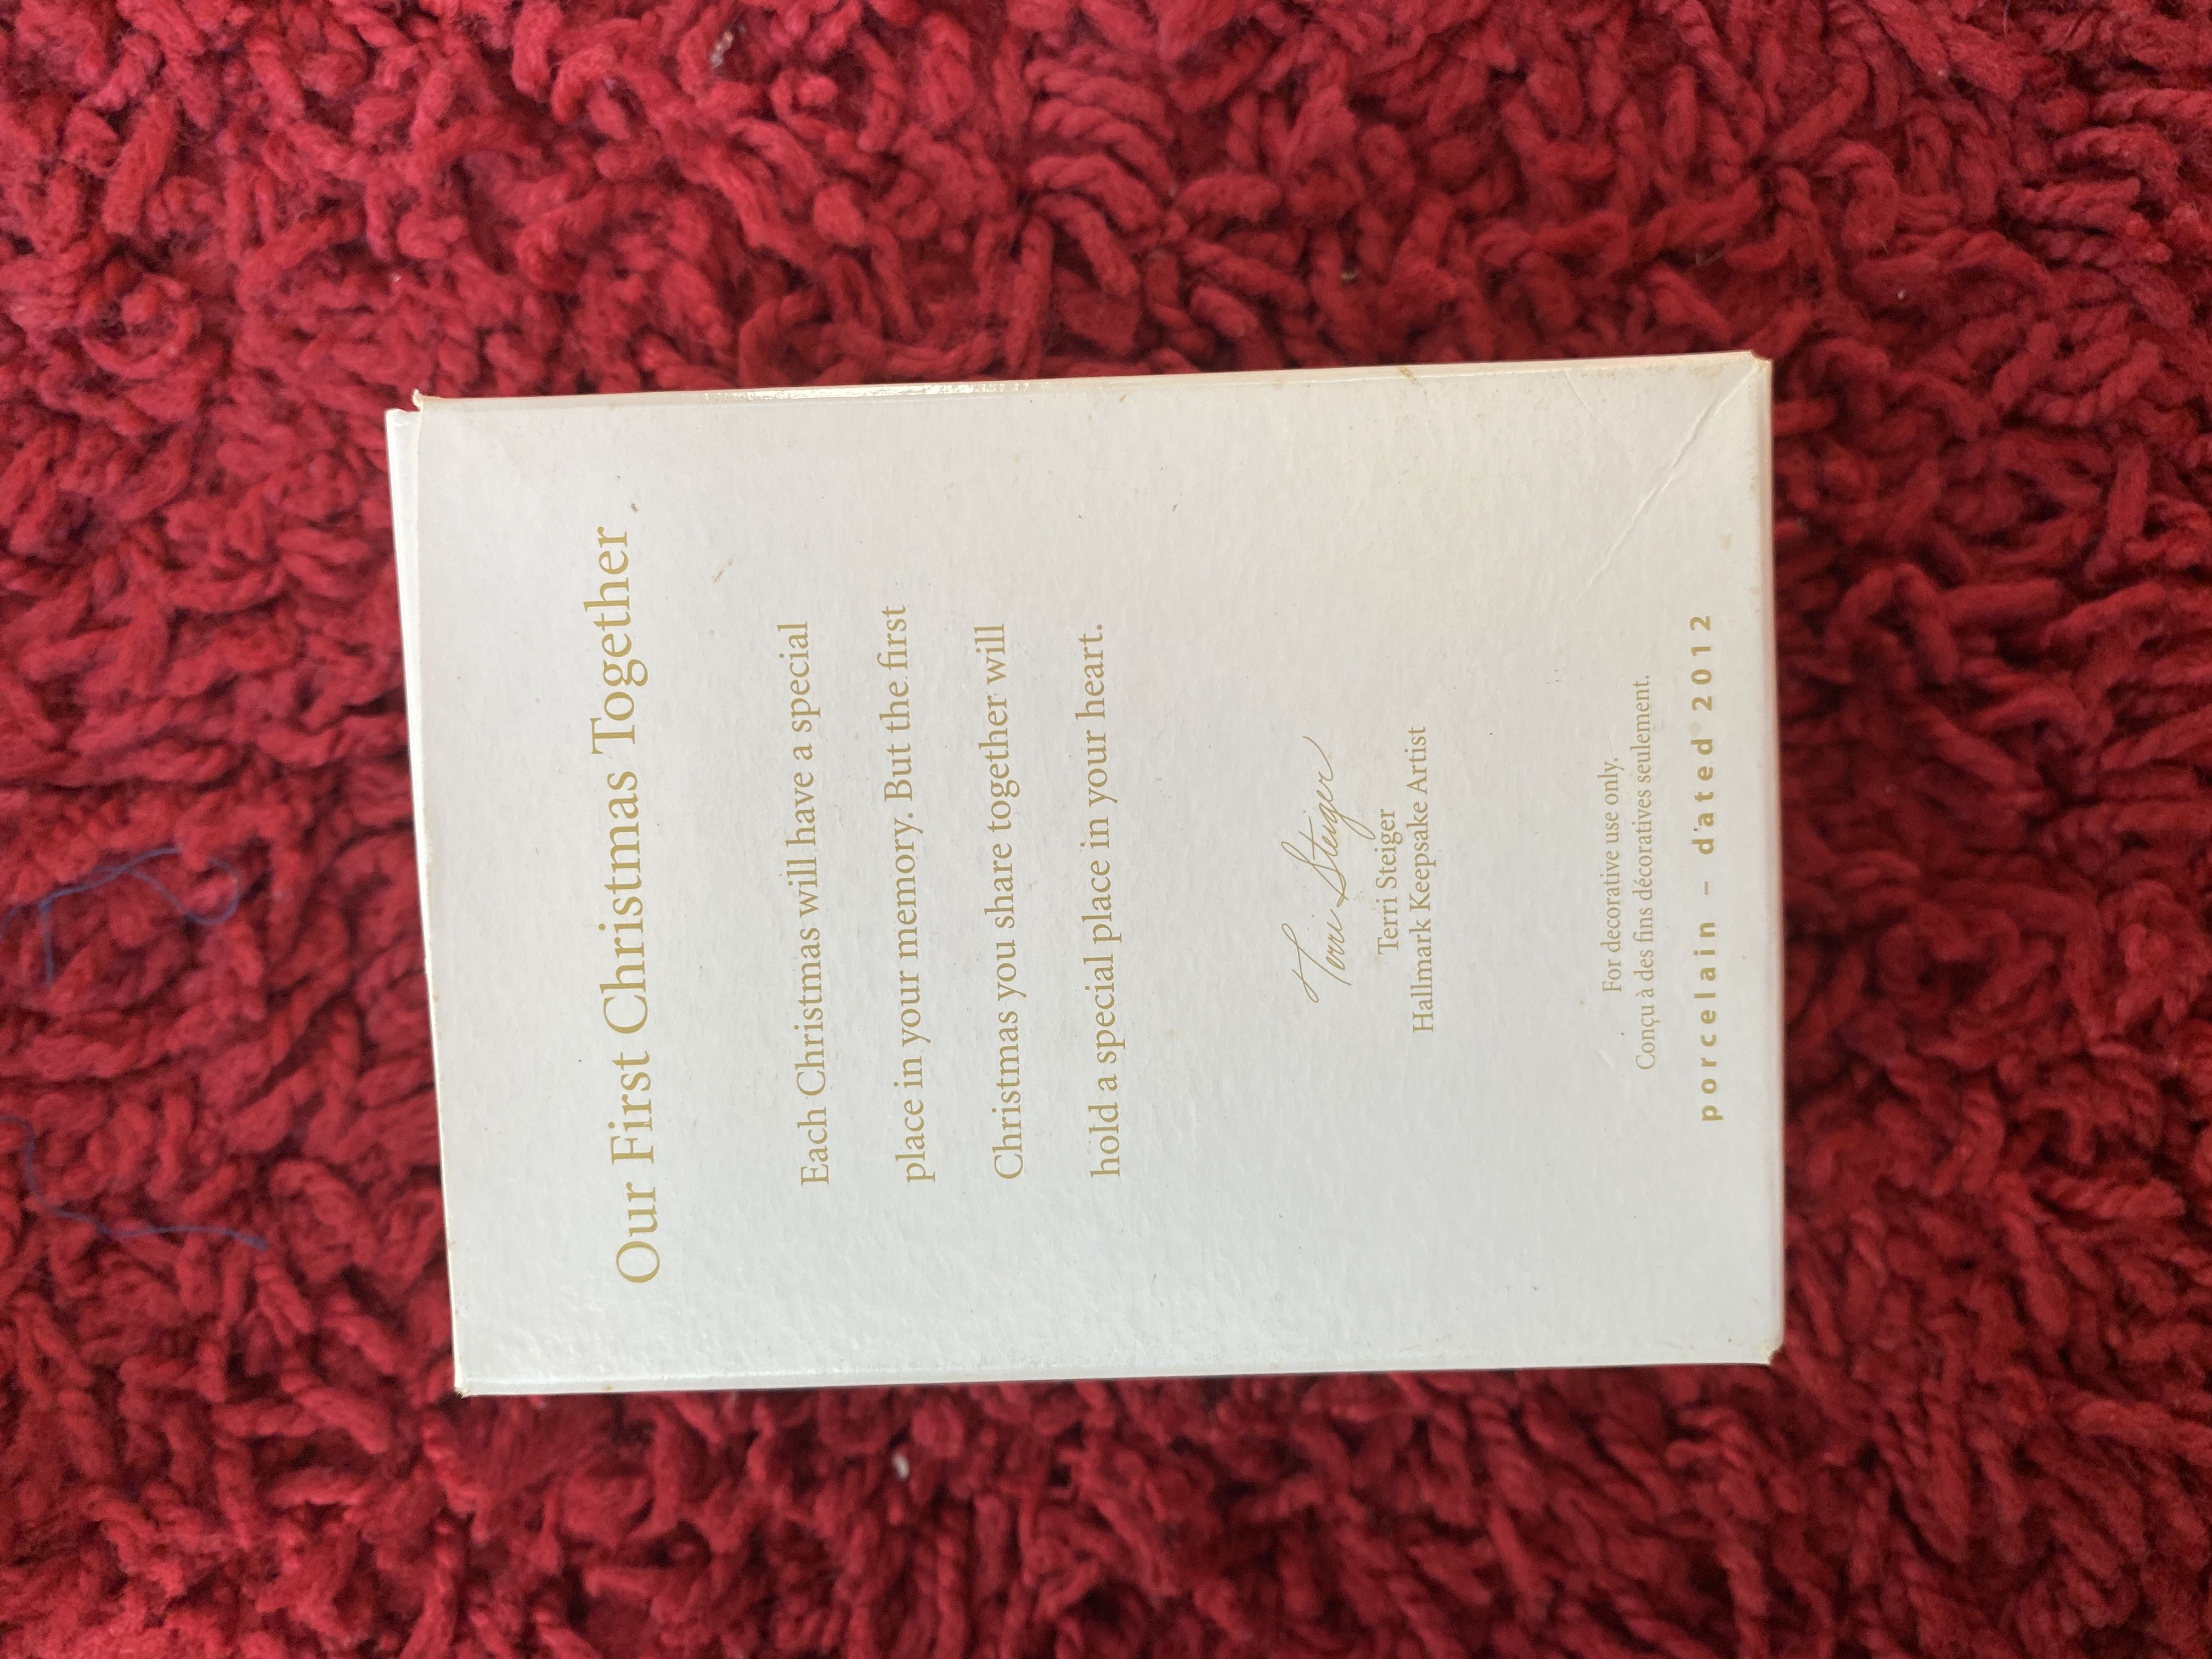 Our First Christmas Together
Each Christmas will have a special
place in your memory. But the first
Christmas you share together will
hold a special place in your heart.
Terri Steiger
Terri Steiger
Hallmark Keepsake Artist
For decorative use only.
Conçu à des fins décoratives seulement.
porcelain – dated 2012